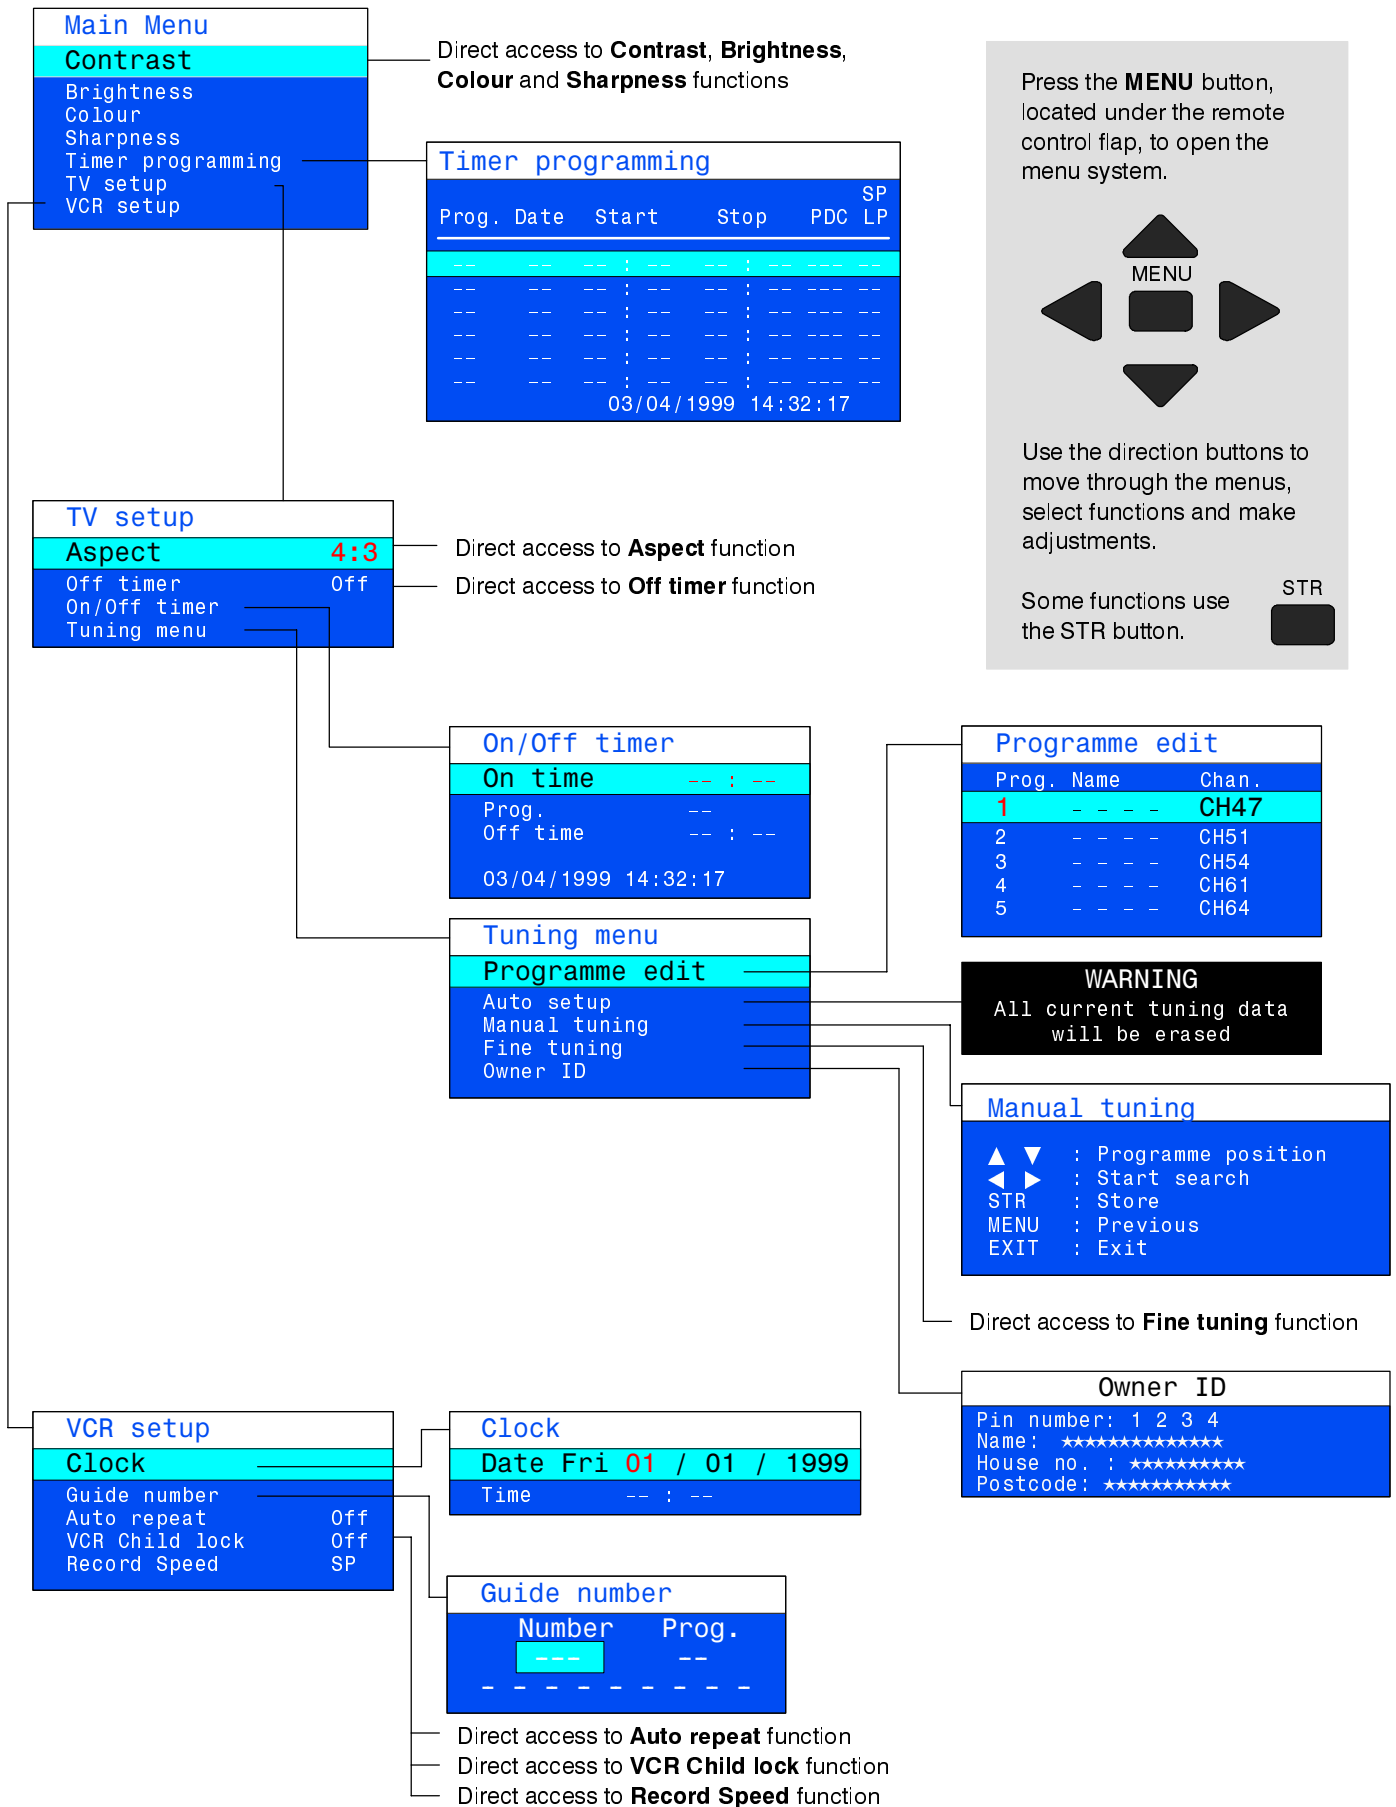 Main Menu
Contrast
Brightness
Colour
Sharpness
Timer programming
TV setup
VCR setup
Direct access to Contrast, Brightness,
Colour and Sharpness functions
Timer programming
SP
Prog. Date Start Stop PDC LP
-- -- -- : -- -- : -- --- --
-- -- -- : -- -- : -- --- --
-- -- -- : -- -- : -- --- --
-- -- -- : -- -- : -- --- --
-- -- -- : -- -- : -- --- --
-- -- -- : -- -- : -- --- --
03/04/1999 14:32:17
Press the MENU button,
located under the remote
control flap, to open the
menu system.
MENU
Use the direction buttons to
move through the menus,
select functions and make
adjustments.
Some functions use
the STR button.
STR
TV setup
Aspect 4:3
Off timer Off
On/Off timer
Tuning menu
Direct access to Aspect function
Direct access to Off timer function
On/Off timer
On time -- : --
Prog. --
Off time -- : --
03/04/1999 14:32:17
Programme edit
Prog. Name Chan.
1 - - - - CH47
2 - - - - CH51
3 - - - - CH54
4 - - - - CH61
5 - - - - CH64
Tuning menu
Programme edit
Auto setup
Manual tuning
Fine tuning
Owner ID
WARNING
All current tuning data
will be erased
Manual tuning
▲ ▼ : Programme position
◀ ▶ : Start search
STR : Store
MENU : Previous
EXIT : Exit
Direct access to Fine tuning function
Owner ID
Pin number: 1 2 3 4
Name: ★★★★★★★★★★★★★★
House no. : ★★★★★★★★★★
Postcode: ★★★★★★★★★★★
VCR setup
Clock
Guide number
Auto repeat Off
VCR Child lock Off
Record Speed SP
Clock
Date Fri 01 / 01 / 1999
Time -- : --
Guide number
Number Prog.
--- --
- - - - - - - - -
Direct access to Auto repeat function
Direct access to VCR Child lock function
Direct access to Record Speed function